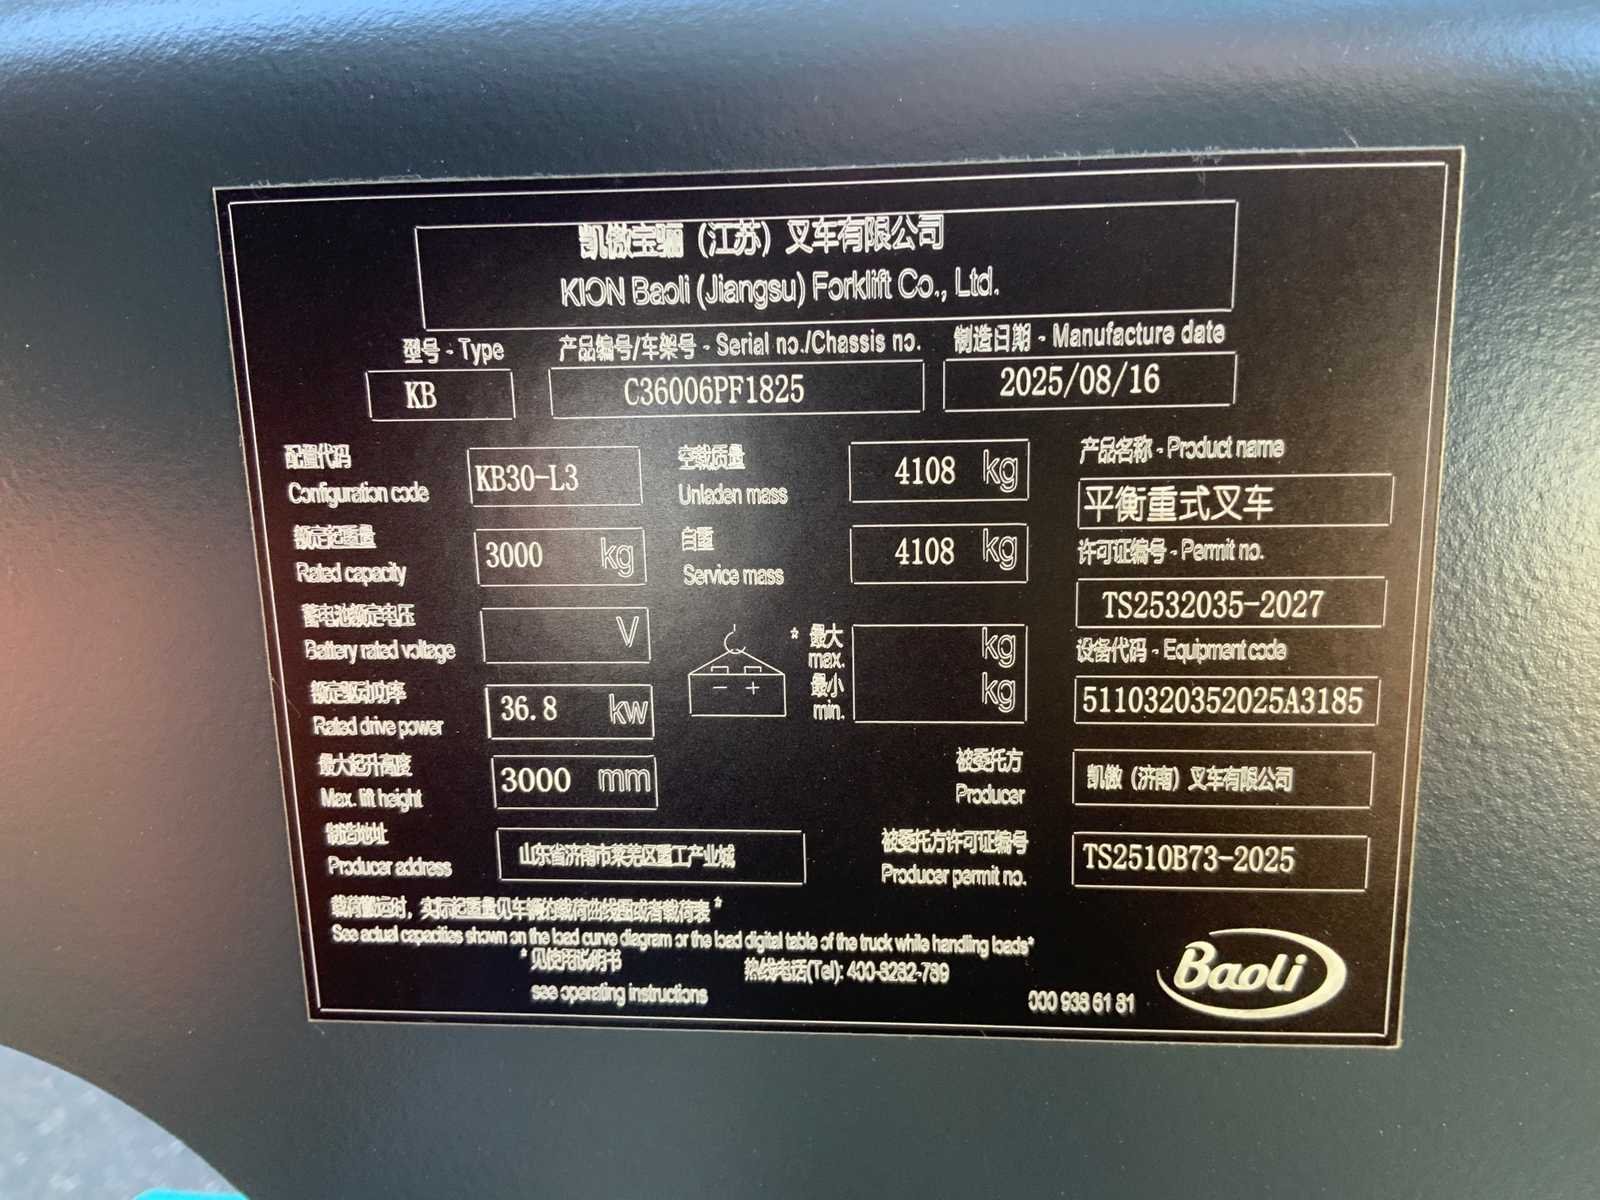 凯傲宝骊（江苏）叉车有限公司
KION Baoli (Jiangsu) Forklift Co., Ltd.
型号 - Type
产品编号/车架号 - Serial no./Chassis no.
制造日期 - Manufacture date
KB
C36006PF1825
2025/08/16
配置代码
Configuration code
KB30-L3
空载质量
Unladen mass
4108 kg
产品名称 - Product name
平衡重式叉车
额定起重量
Rated capacity
3000 kg
自重
Service mass
4108 kg
许可证编号 - Permit no.
TS2532035-2027
蓄电池额定电压
Battery rated voltage
V
* 最大
max.
kg
最小
min.
kg
- +
设备代码 - Equipment code
5110320352025A3185
额定驱动功率
Rated drive power
36.8 kw
最大起升高度
Max. lift height
3000 mm
被委托方
Producer
凯傲（济南）叉车有限公司
制造地址
Producer address
山东省济南市莱芜区重工产业城
被委托方许可证编号
Producer permit no.
TS2510B73-2025
载荷搬运时，实际起重量见车辆的载荷曲线图或者载荷表*
See actual capacities shown on the load curve diagram or the load digital table of the truck while handling loads*
*见使用说明书
see operating instructions
热线电话(Tel): 400-8282-789
000 938 61 81
Baoli